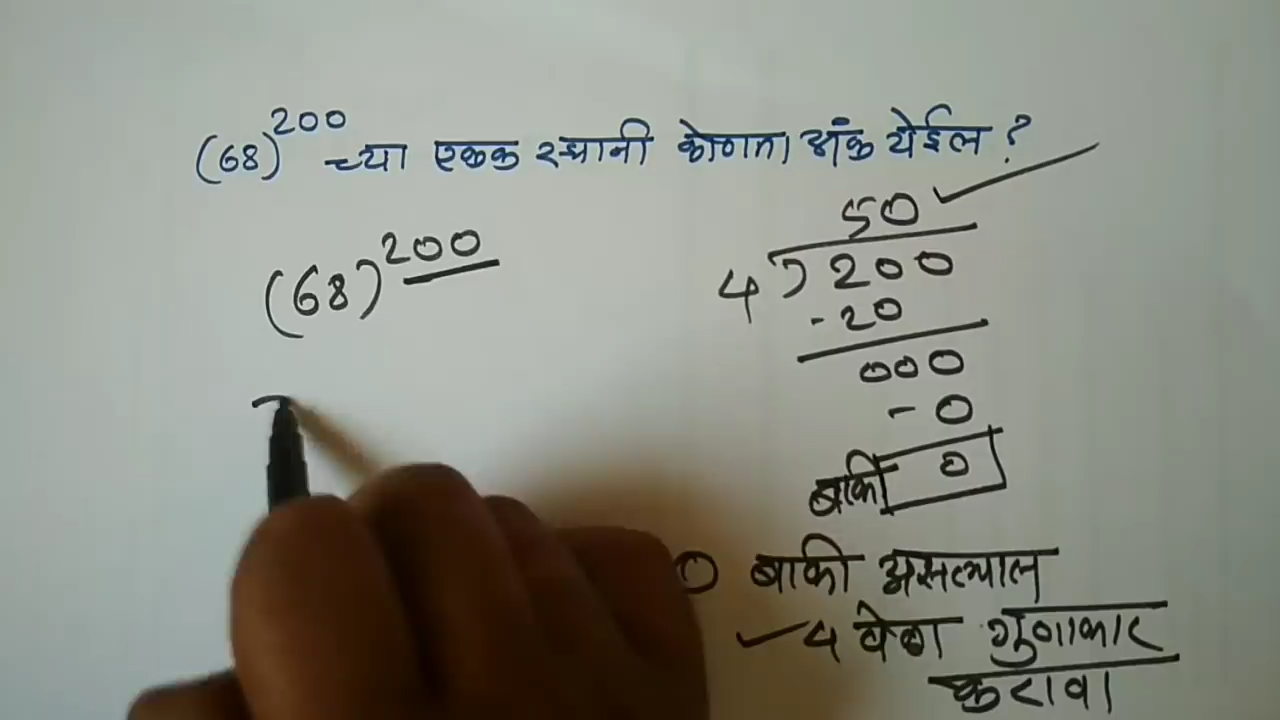 (68)^200 च्या एकक स्थानी कोणता अंक येईल ?
(68)^200
50
4 ) 200
- 20
000
- 0
बाकी 0
0 बाकी असल्यास
4 वेळा गुणाकार
करावा